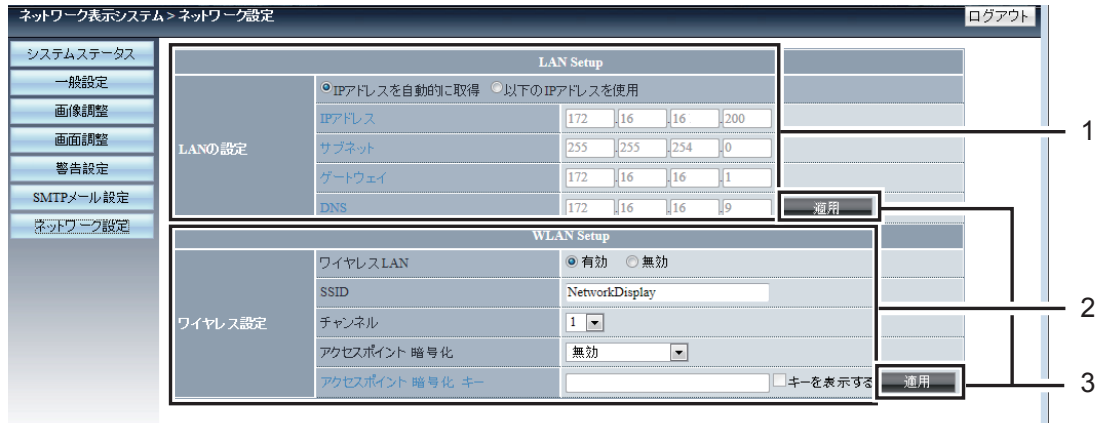 ネットワーク表示システム > ネットワーク設定
ログアウト
システムステータス
一般設定
画像調整
画面調整
警告設定
SMTPメール設定
ネットワーク設定
LAN Setup
LANの設定
IPアドレスを自動的に取得 以下のIPアドレスを使用
IPアドレス 172 .16 .16 .200
サブネット 255 .255 .254 .0
ゲートウェイ 172 .16 .16 .1
DNS 172 .16 .16 .9 適用
WLAN Setup
ワイヤレス設定
ワイヤレスLAN 有効 無効
SSID NetworkDisplay
チャンネル 1
アクセスポイント 暗号化 無効
アクセスポイント 暗号化 キー キーを表示する 適用
1
2
3